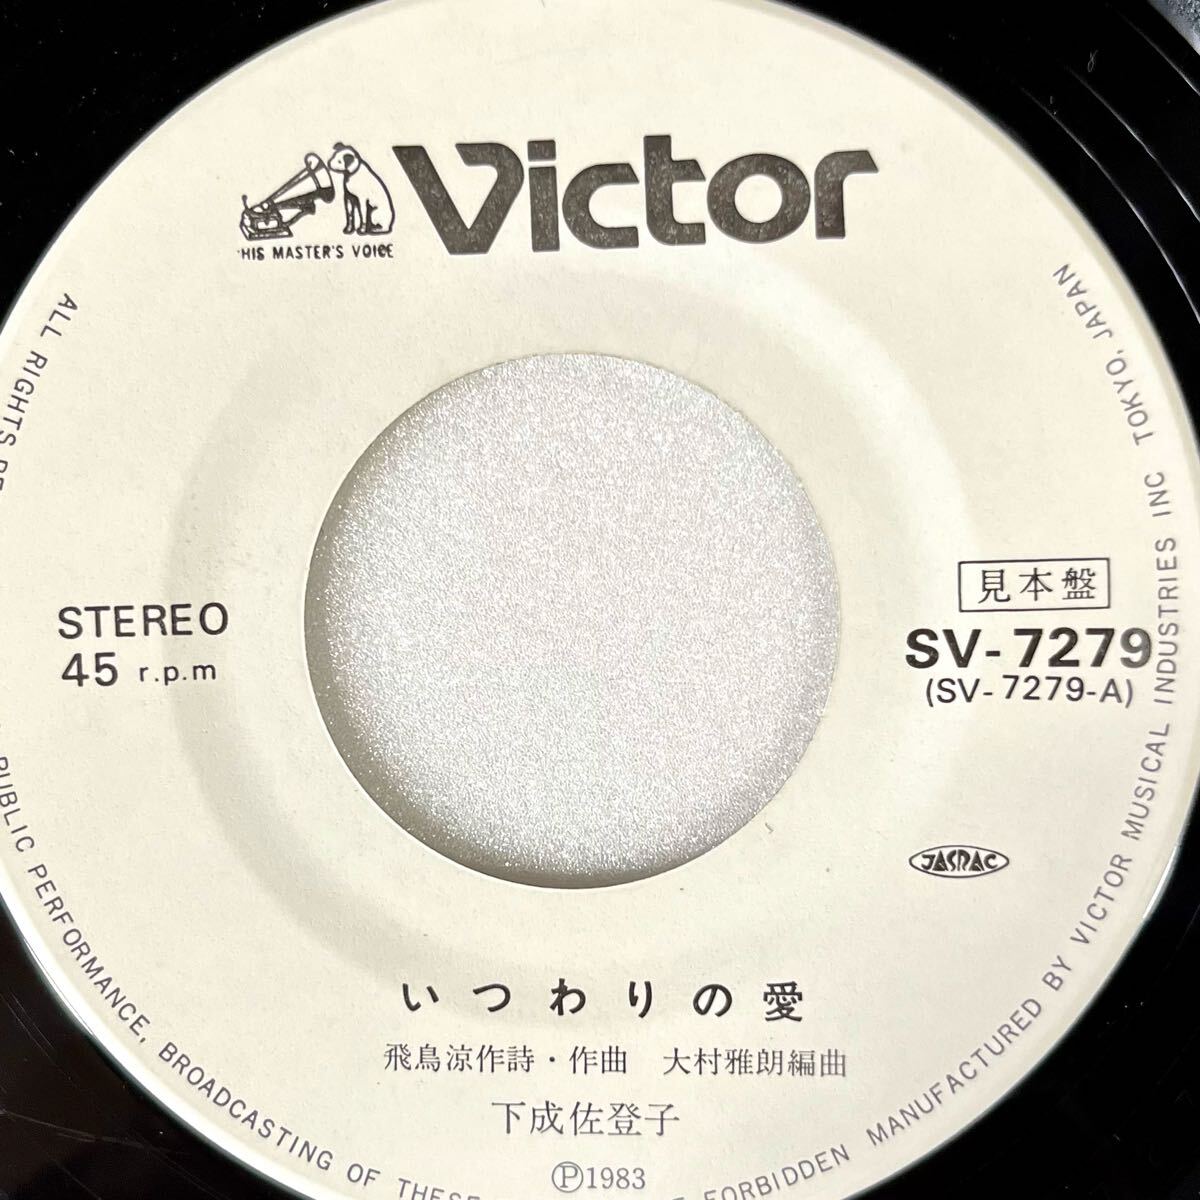 Victor
HIS MASTER'S VOICE
STEREO
45 r.p.m
見本盤
SV-7279
(SV-7279-A)
JASRAC
いつわりの愛
飛鳥涼作詩・作曲 大村雅朗編曲
下成佐登子
Ⓟ1983
ALL RIGHTS
PUBLIC PERFORMANCE, BROADCASTING OF THESE
FORBIDDEN MANUFACTURED BY VICTOR MUSICAL INDUSTRIES INC TOKYO, JAPAN